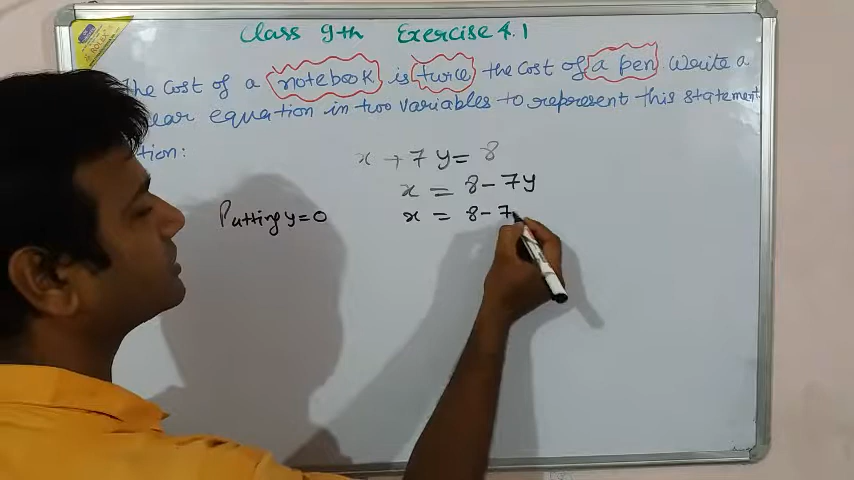 Class 9th Exercise 4.1
The Cost of a notebook is twice the Cost of a pen Write a
ear equation in two variables to represent this statement
tion:
x + 7y = 8
x = 8 - 7y
Putting y = 0 x = 8 - 7